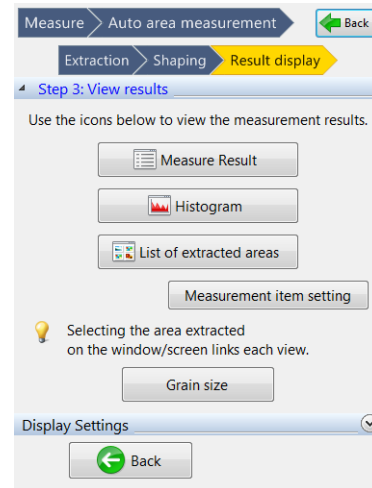 Measure Auto area measurement Back
Extraction Shaping Result display
Step 3: View results
Use the icons below to view the measurement results.
Measure Result
Histogram
List of extracted areas
Measurement item setting
Selecting the area extracted
on the window/screen links each view.
Grain size
Display Settings
Back